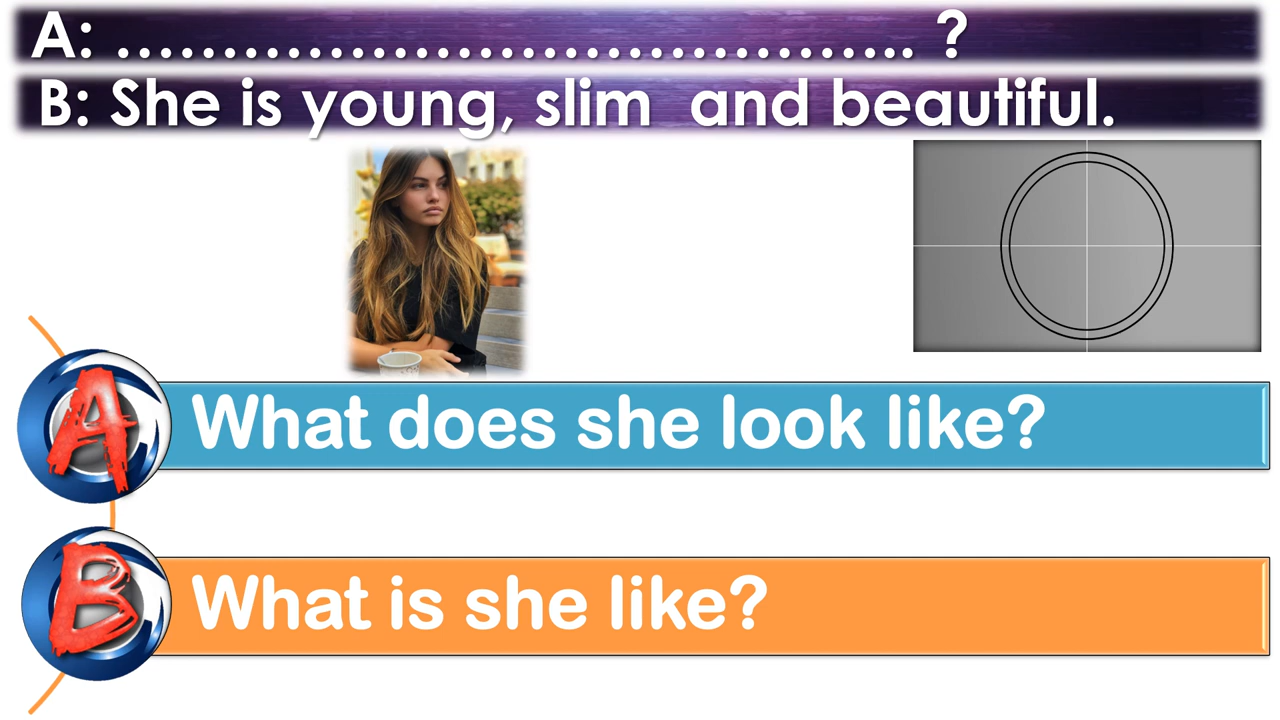 A: …………………………………….. ?
B: She is young, slim and beautiful.
A What does she look like?
B What is she like?